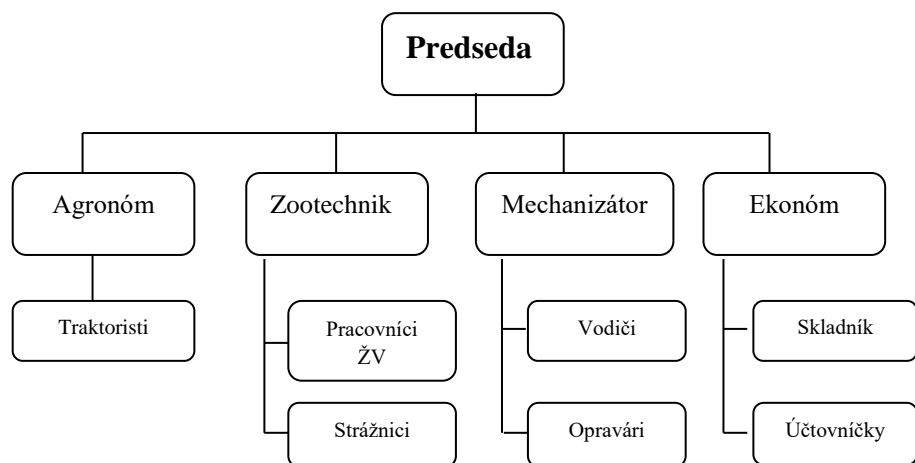 Predseda
Agronóm
Zootechnik
Mechanizátor
Ekonóm
Traktoristi
Pracovníci
ŽV
Vodiči
Skladník
Strážnici
Opravári
Účtovníčky